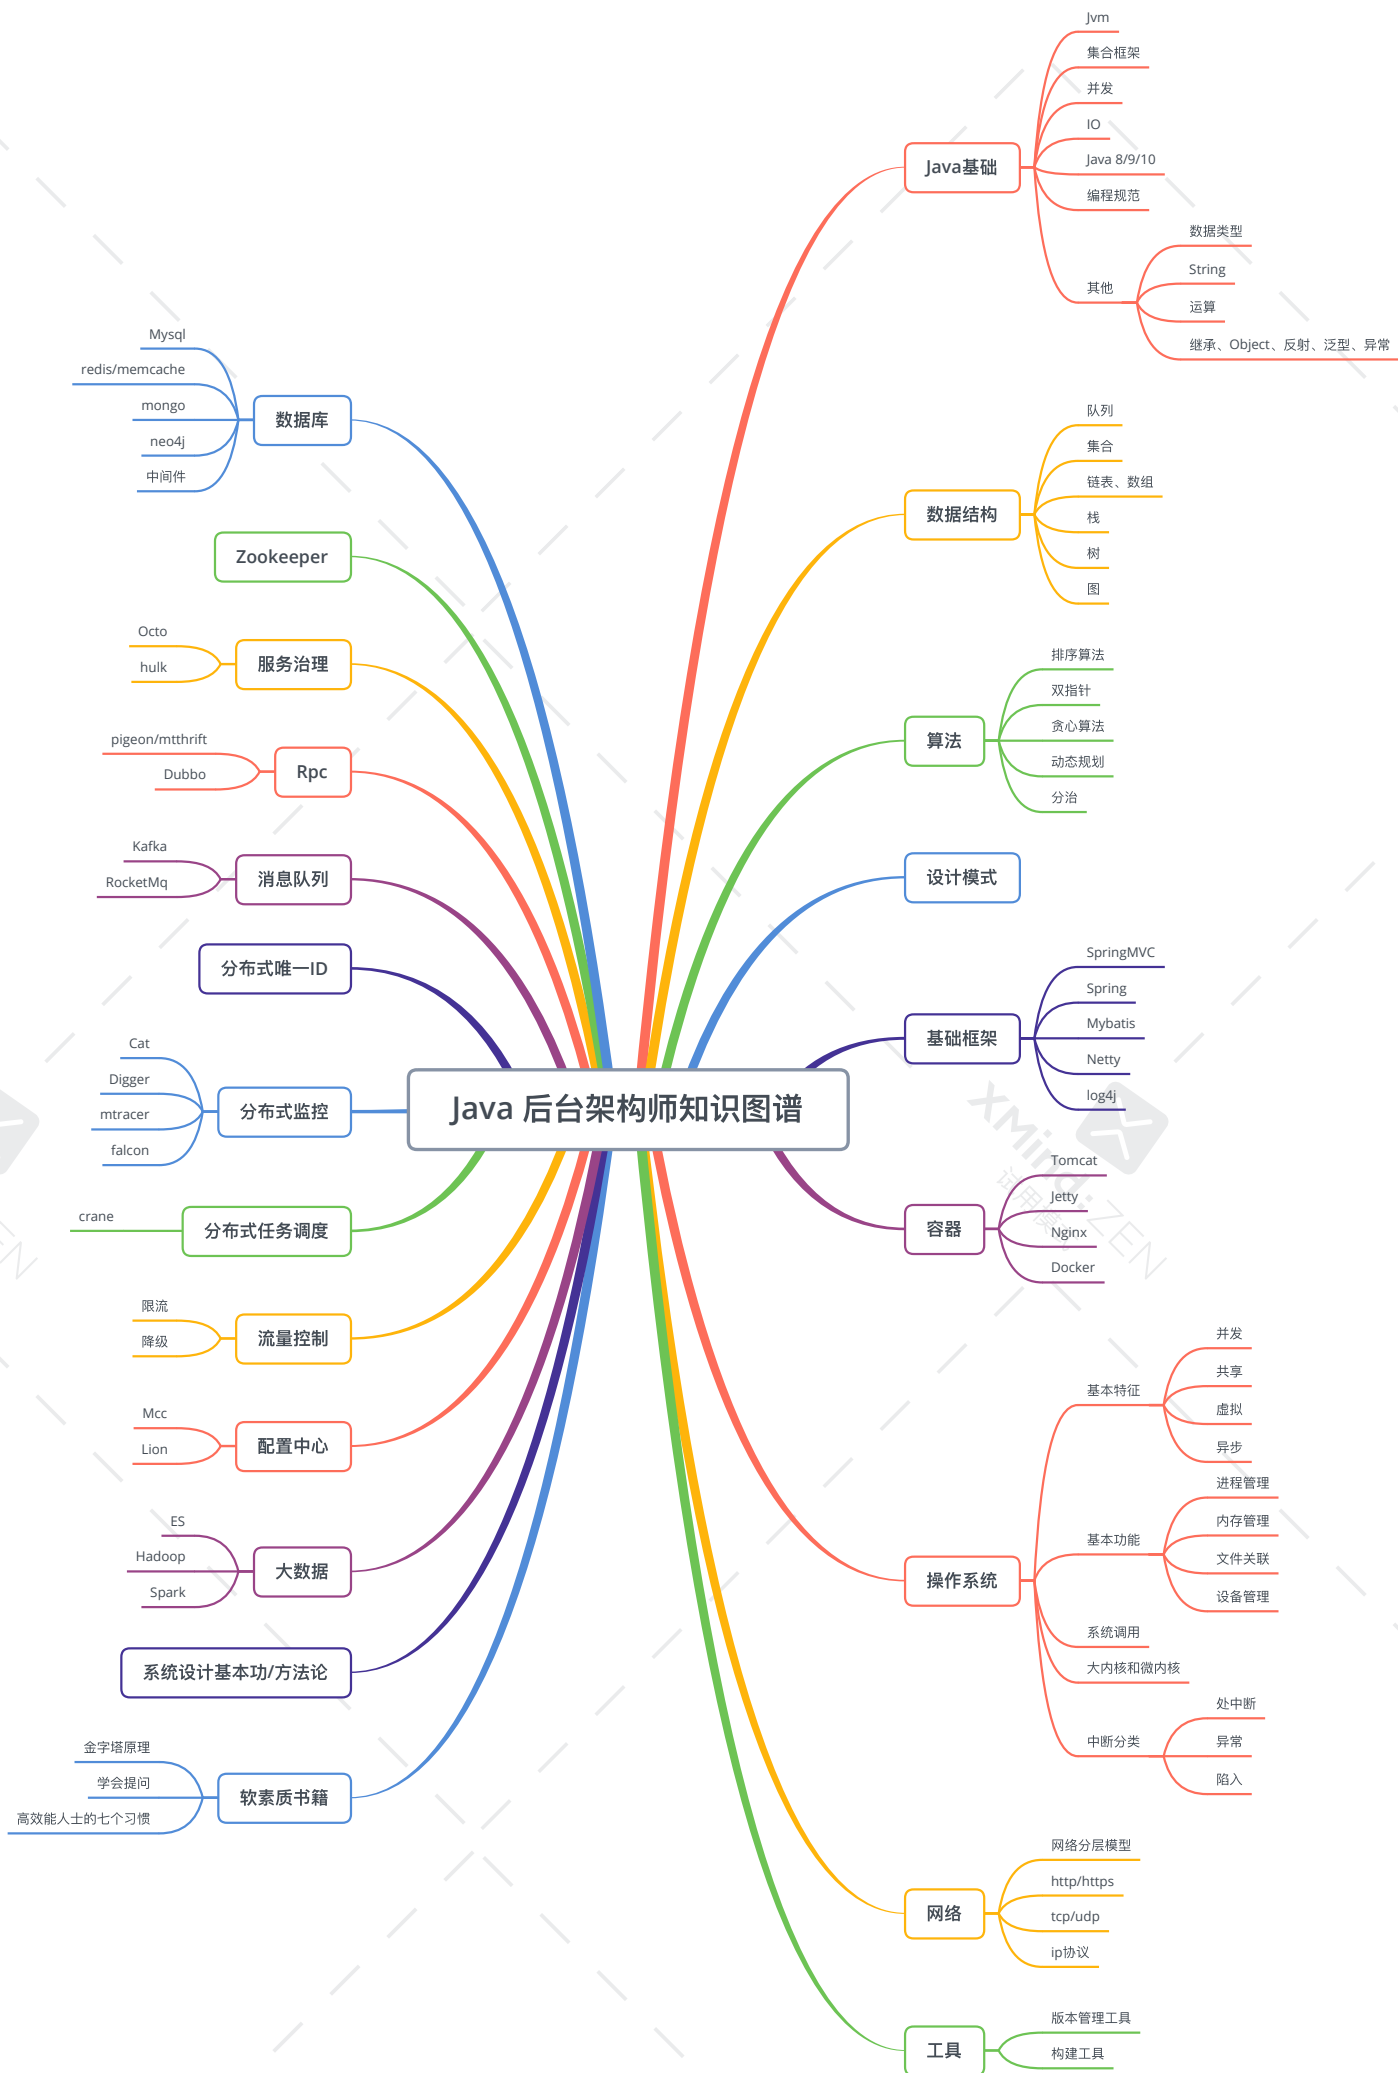 Java 后台架构师知识图谱
Java基础
Jvm
集合框架
并发
IO
Java 8/9/10
编程规范
其他
数据类型
String
运算
继承、Object、反射、泛型、异常
数据结构
队列
集合
链表、数组
栈
树
图
算法
排序算法
双指针
贪心算法
动态规划
分治
设计模式
基础框架
SpringMVC
Spring
Mybatis
Netty
log4j
容器
Tomcat
Jetty
Nginx
Docker
操作系统
基本特征
并发
共享
虚拟
异步
基本功能
进程管理
内存管理
文件关联
设备管理
系统调用
大内核和微内核
中断分类
处中断
异常
陷入
网络
网络分层模型
http/https
tcp/udp
ip协议
工具
版本管理工具
构建工具
数据库
Mysql
redis/memcache
mongo
neo4j
中间件
Zookeeper
服务治理
Octo
hulk
Rpc
pigeon/mtthrift
Dubbo
消息队列
Kafka
RocketMq
分布式唯一ID
分布式监控
Cat
Digger
mtracer
falcon
分布式任务调度
crane
流量控制
限流
降级
配置中心
Mcc
Lion
大数据
ES
Hadoop
Spark
系统设计基本功/方法论
软素质书籍
金字塔原理
学会提问
高效能人士的七个习惯
XMind.ZEN
试用模式
EN